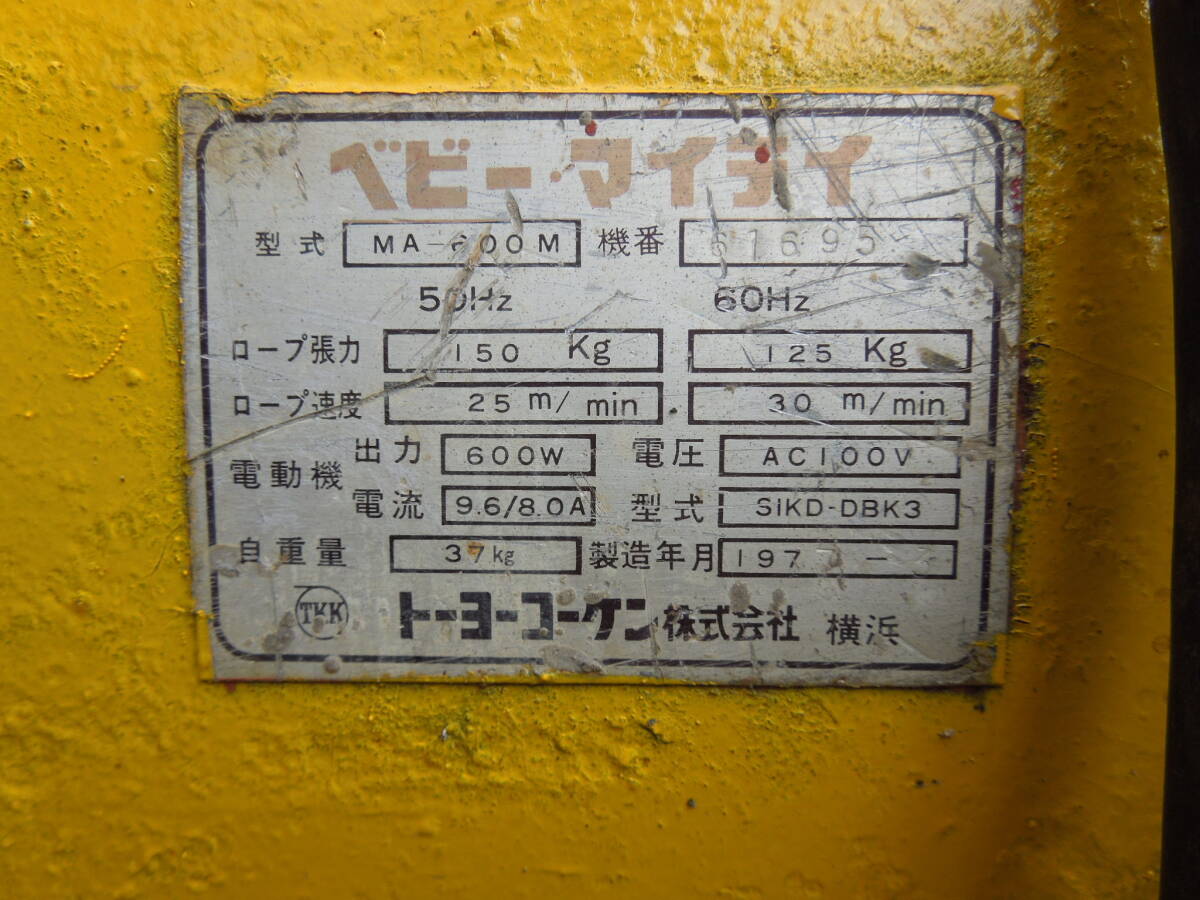 ベビー・マイティ
型式 MA-600M 機番 61695
50Hz 60Hz
ロープ張力 150 Kg 125 Kg
ロープ速度 25 m/min 30 m/min
電動機 出力 600W 電圧 AC100V
電流 9.6/8.0A 型式 SIKD-DBK3
自重量 37kg 製造年月 197
TKK トーヨーコーケン株式会社 横浜